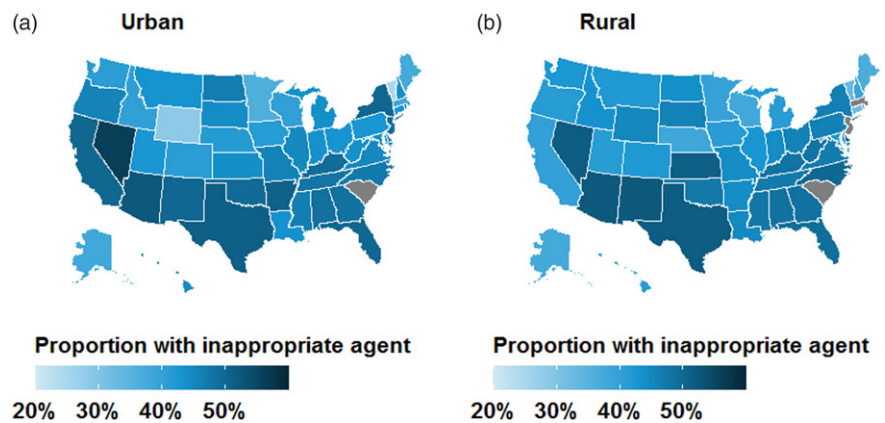 (a) Urban
(b) Rural
Proportion with inappropriate agent
20% 30% 40% 50%
Proportion with inappropriate agent
20% 30% 40% 50%